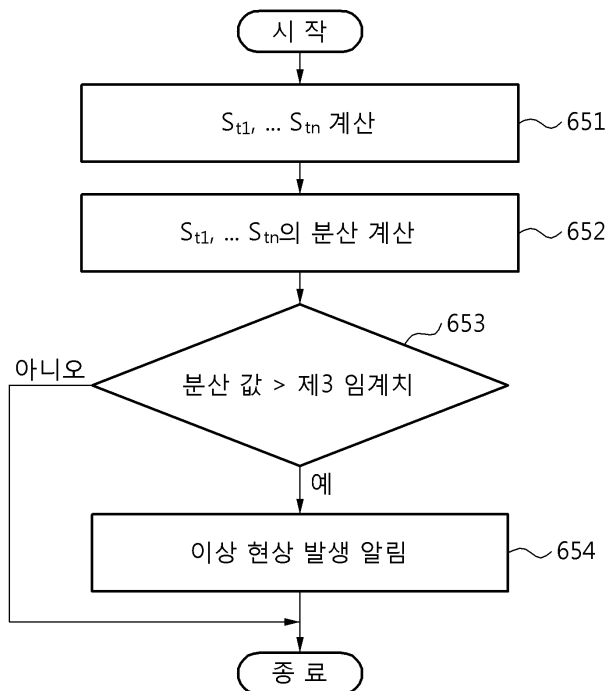 시 작
St1, ... Stn 계산
651
St1, ... Stn의 분산 계산
652
653
아니오
분산 값 > 제3 임계치
예
이상 현상 발생 알림
654
종 료